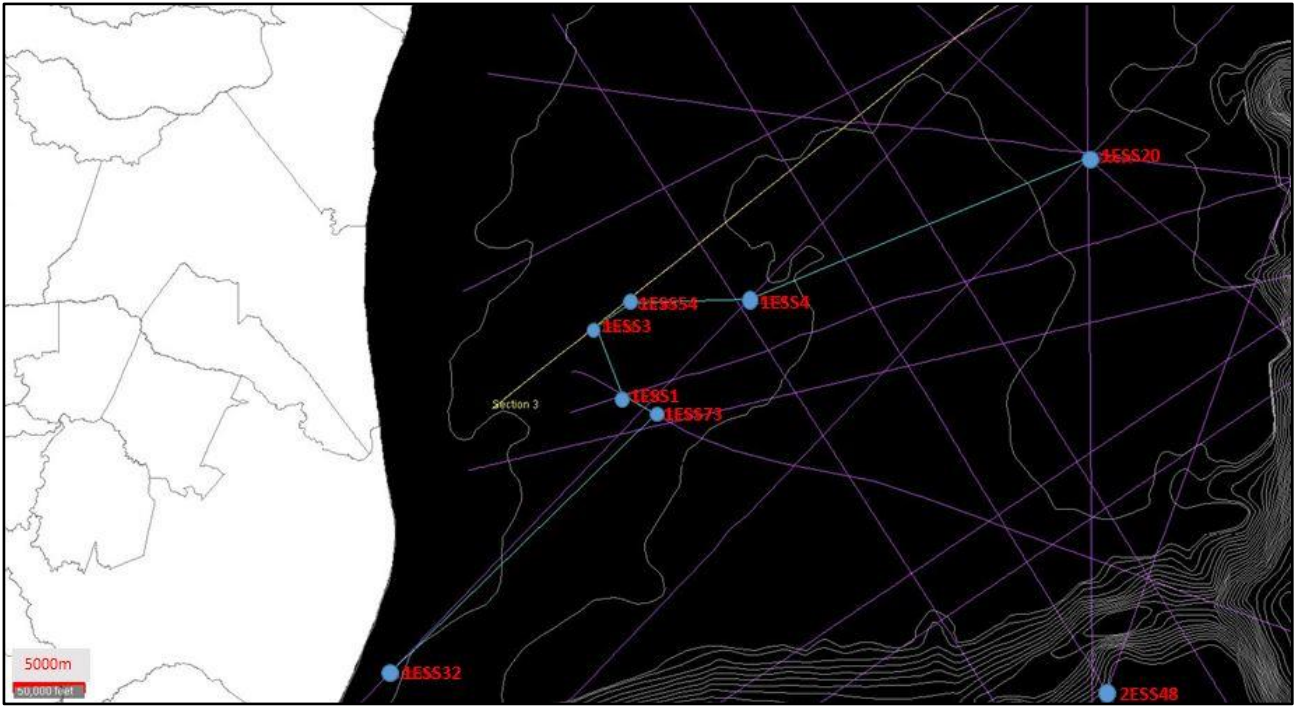 1ESS20
1ESS54
1ESS4
1ESS3
1ESS1
Section 3
1ESS73
5000m
1ESS32
50,000 feet
2ESS48